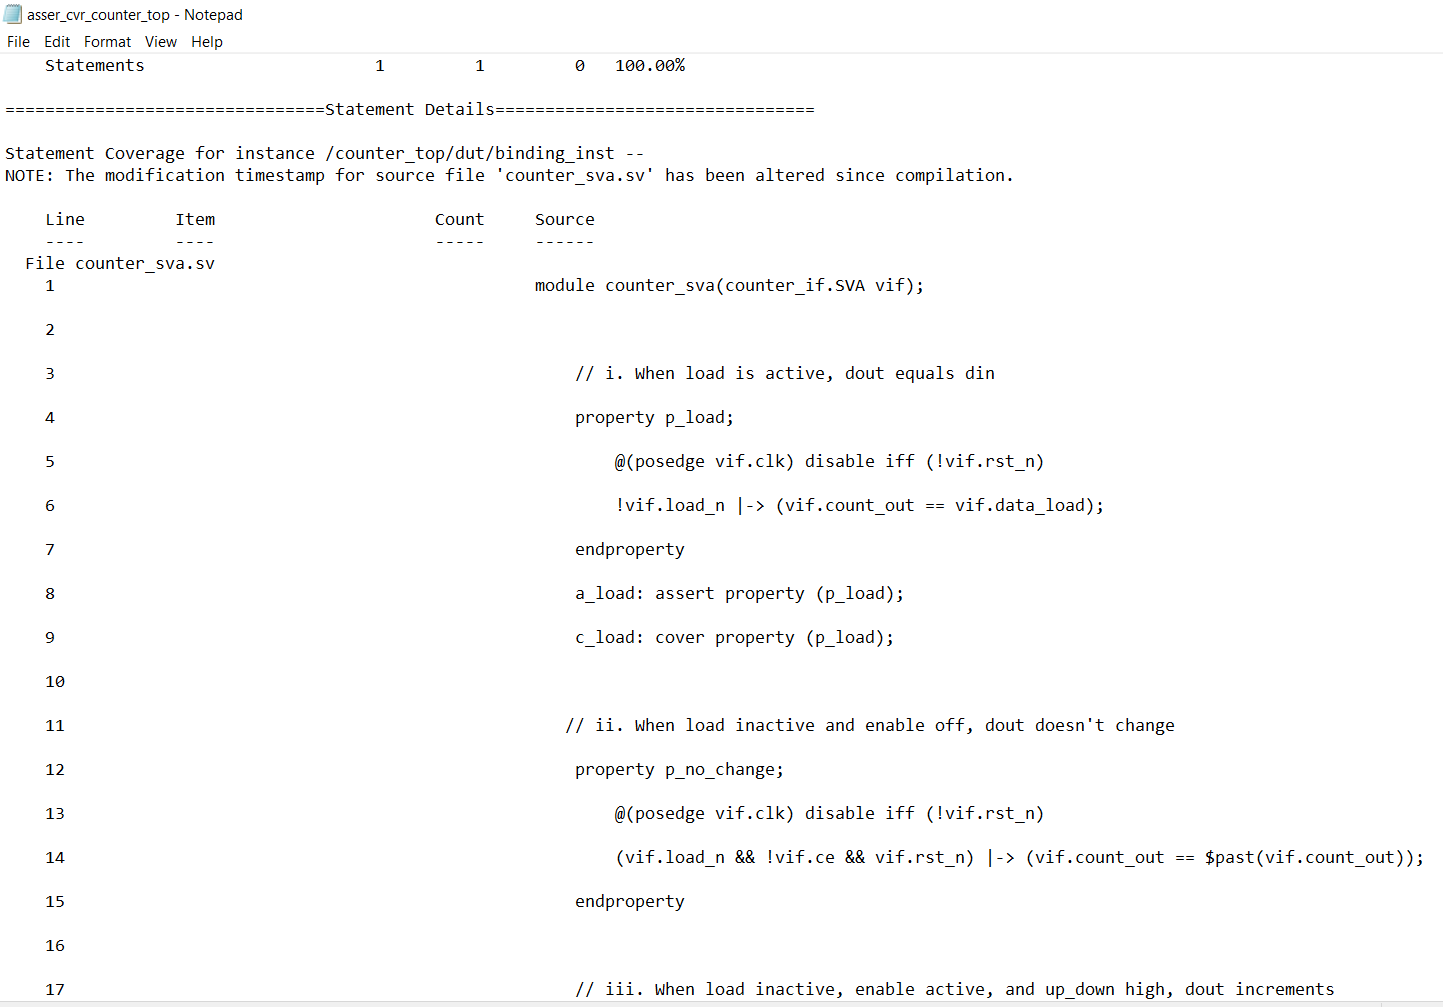 asser_cvr_counter_top - Notepad
File Edit Format View Help
Statements 1 1 0 100.00%
================================Statement Details================================
Statement Coverage for instance /counter_top/dut/binding_inst --
NOTE: The modification timestamp for source file 'counter_sva.sv' has been altered since compilation.
Line Item Count Source
---- ---- ----- ------
File counter_sva.sv
1 module counter_sva(counter_if.SVA vif);
2
3 // i. When load is active, dout equals din
4 property p_load;
5 @(posedge vif.clk) disable iff (!vif.rst_n)
6 !vif.load_n |-> (vif.count_out == vif.data_load);
7 endproperty
8 a_load: assert property (p_load);
9 c_load: cover property (p_load);
10
11 // ii. When load inactive and enable off, dout doesn't change
12 property p_no_change;
13 @(posedge vif.clk) disable iff (!vif.rst_n)
14 (vif.load_n && !vif.ce && vif.rst_n) |-> (vif.count_out == $past(vif.count_out));
15 endproperty
16
17 // iii. When load inactive, enable active, and up_down high, dout increments